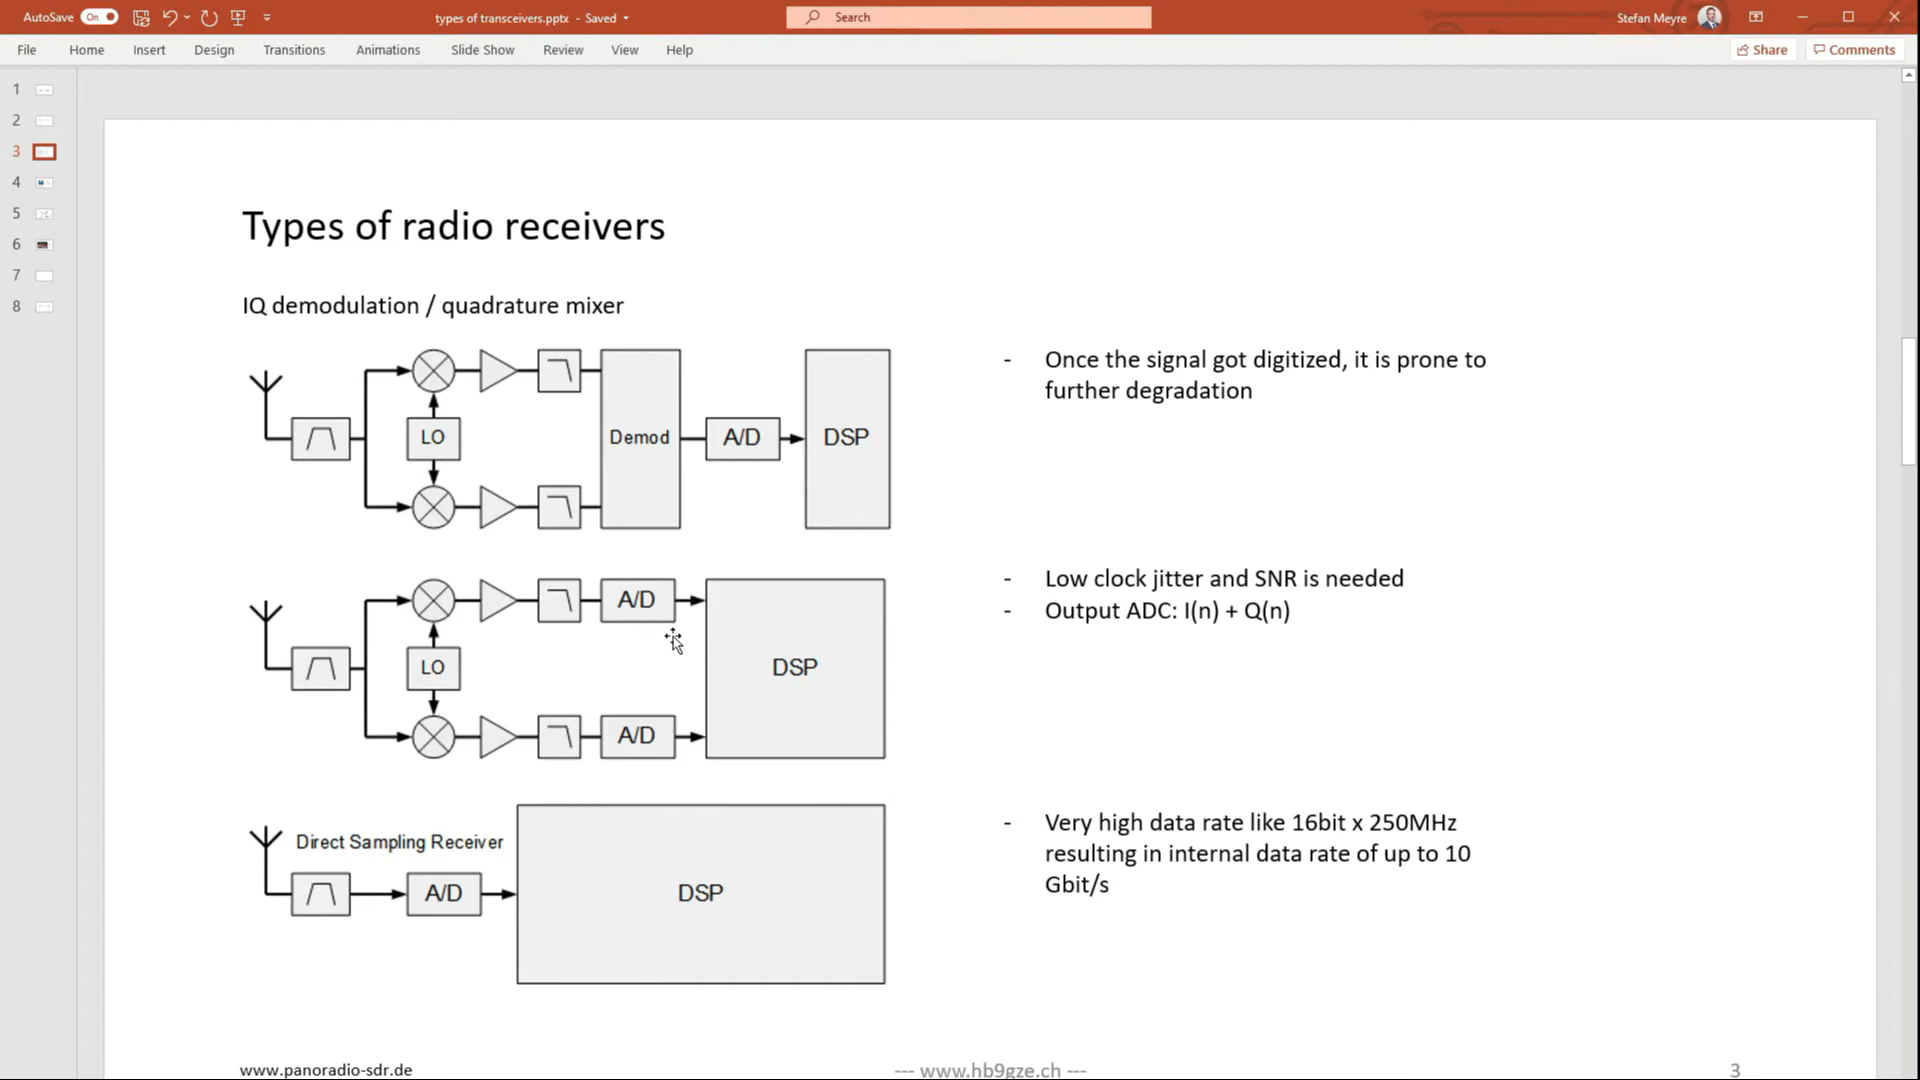 AutoSave On types of transceivers.pptx - Saved Search Stefan Meyre
File Home Insert Design Transitions Animations Slide Show Review View Help Share Comments
1
2
3
4
5
6
7
8
Types of radio receivers
IQ demodulation / quadrature mixer
LO Demod A/D DSP
- Once the signal got digitized, it is prone to
further degradation
A/D
LO DSP
A/D
- Low clock jitter and SNR is needed
- Output ADC: I(n) + Q(n)
Direct Sampling Receiver
A/D DSP
- Very high data rate like 16bit x 250MHz
resulting in internal data rate of up to 10
Gbit/s
www.panoradio-sdr.de --- www.hb9gze.ch --- 3